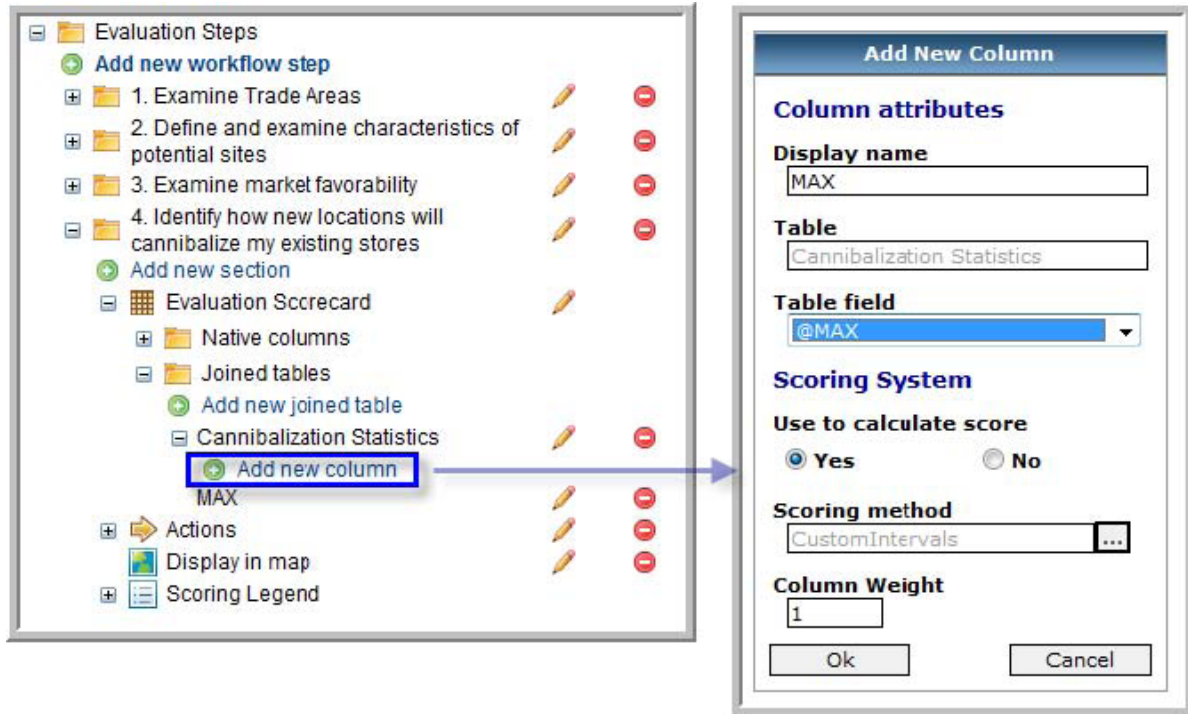 Evaluation Steps
Add new workflow step
1. Examine Trade Areas
2. Define and examine characteristics of
potential sites
3. Examine market favorability
4. Identify how new locations will
cannibalize my existing stores
Add new section
Evaluation Scorecard
Native columns
Joined tables
Add new joined table
Cannibalization Statistics
Add new column
MAX
Actions
Display in map
Scoring Legend
Add New Column
Column attributes
Display name
MAX
Table
Cannibalization Statistics
Table field
@MAX
Scoring System
Use to calculate score
Yes No
Scoring method
CustomIntervals ...
Column Weight
1
Ok Cancel